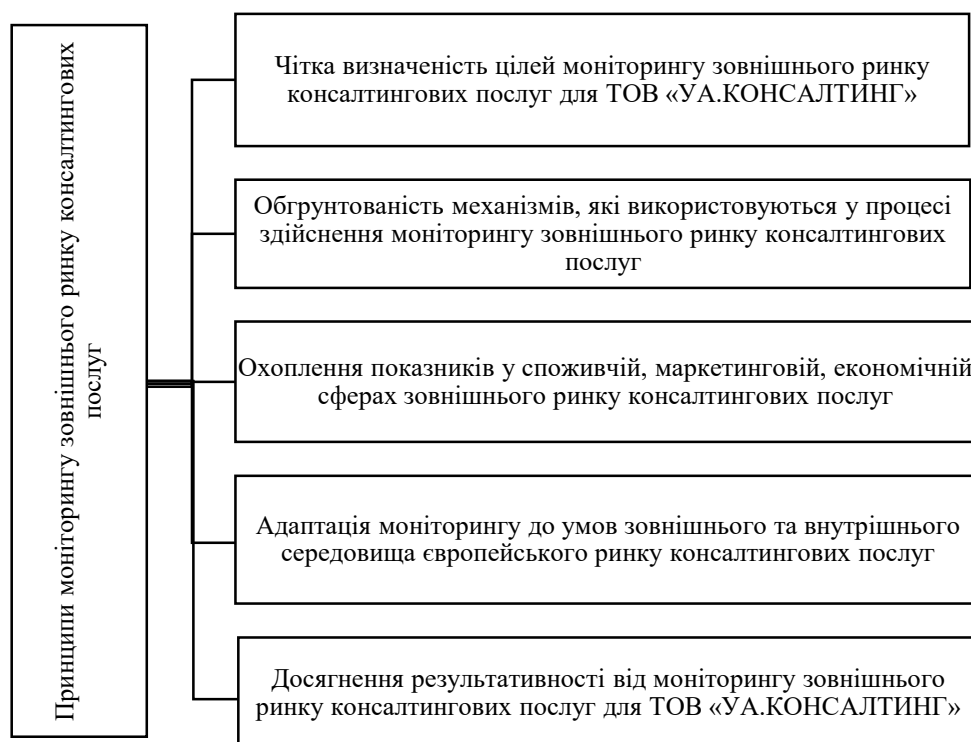 Принципи моніторингу зовнішнього ринку консалтингових
послуг
Чітка визначеність цілей моніторингу зовнішнього ринку
консалтингових послуг для ТОВ «УА.КОНСАЛТИНГ»
Обгрунтованість механізмів, які використовуються у процесі
здійснення моніторингу зовнішнього ринку консалтингових
послуг
Охоплення показників у споживчій, маркетинговій, економічній
сферах зовнішнього ринку консалтингових послуг
Адаптація моніторингу до умов зовнішнього та внутрішнього
середовища європейського ринку консалтингових послуг
Досягнення результативності від моніторингу зовнішнього
ринку консалтингових послуг для ТОВ «УА.КОНСАЛТИНГ»